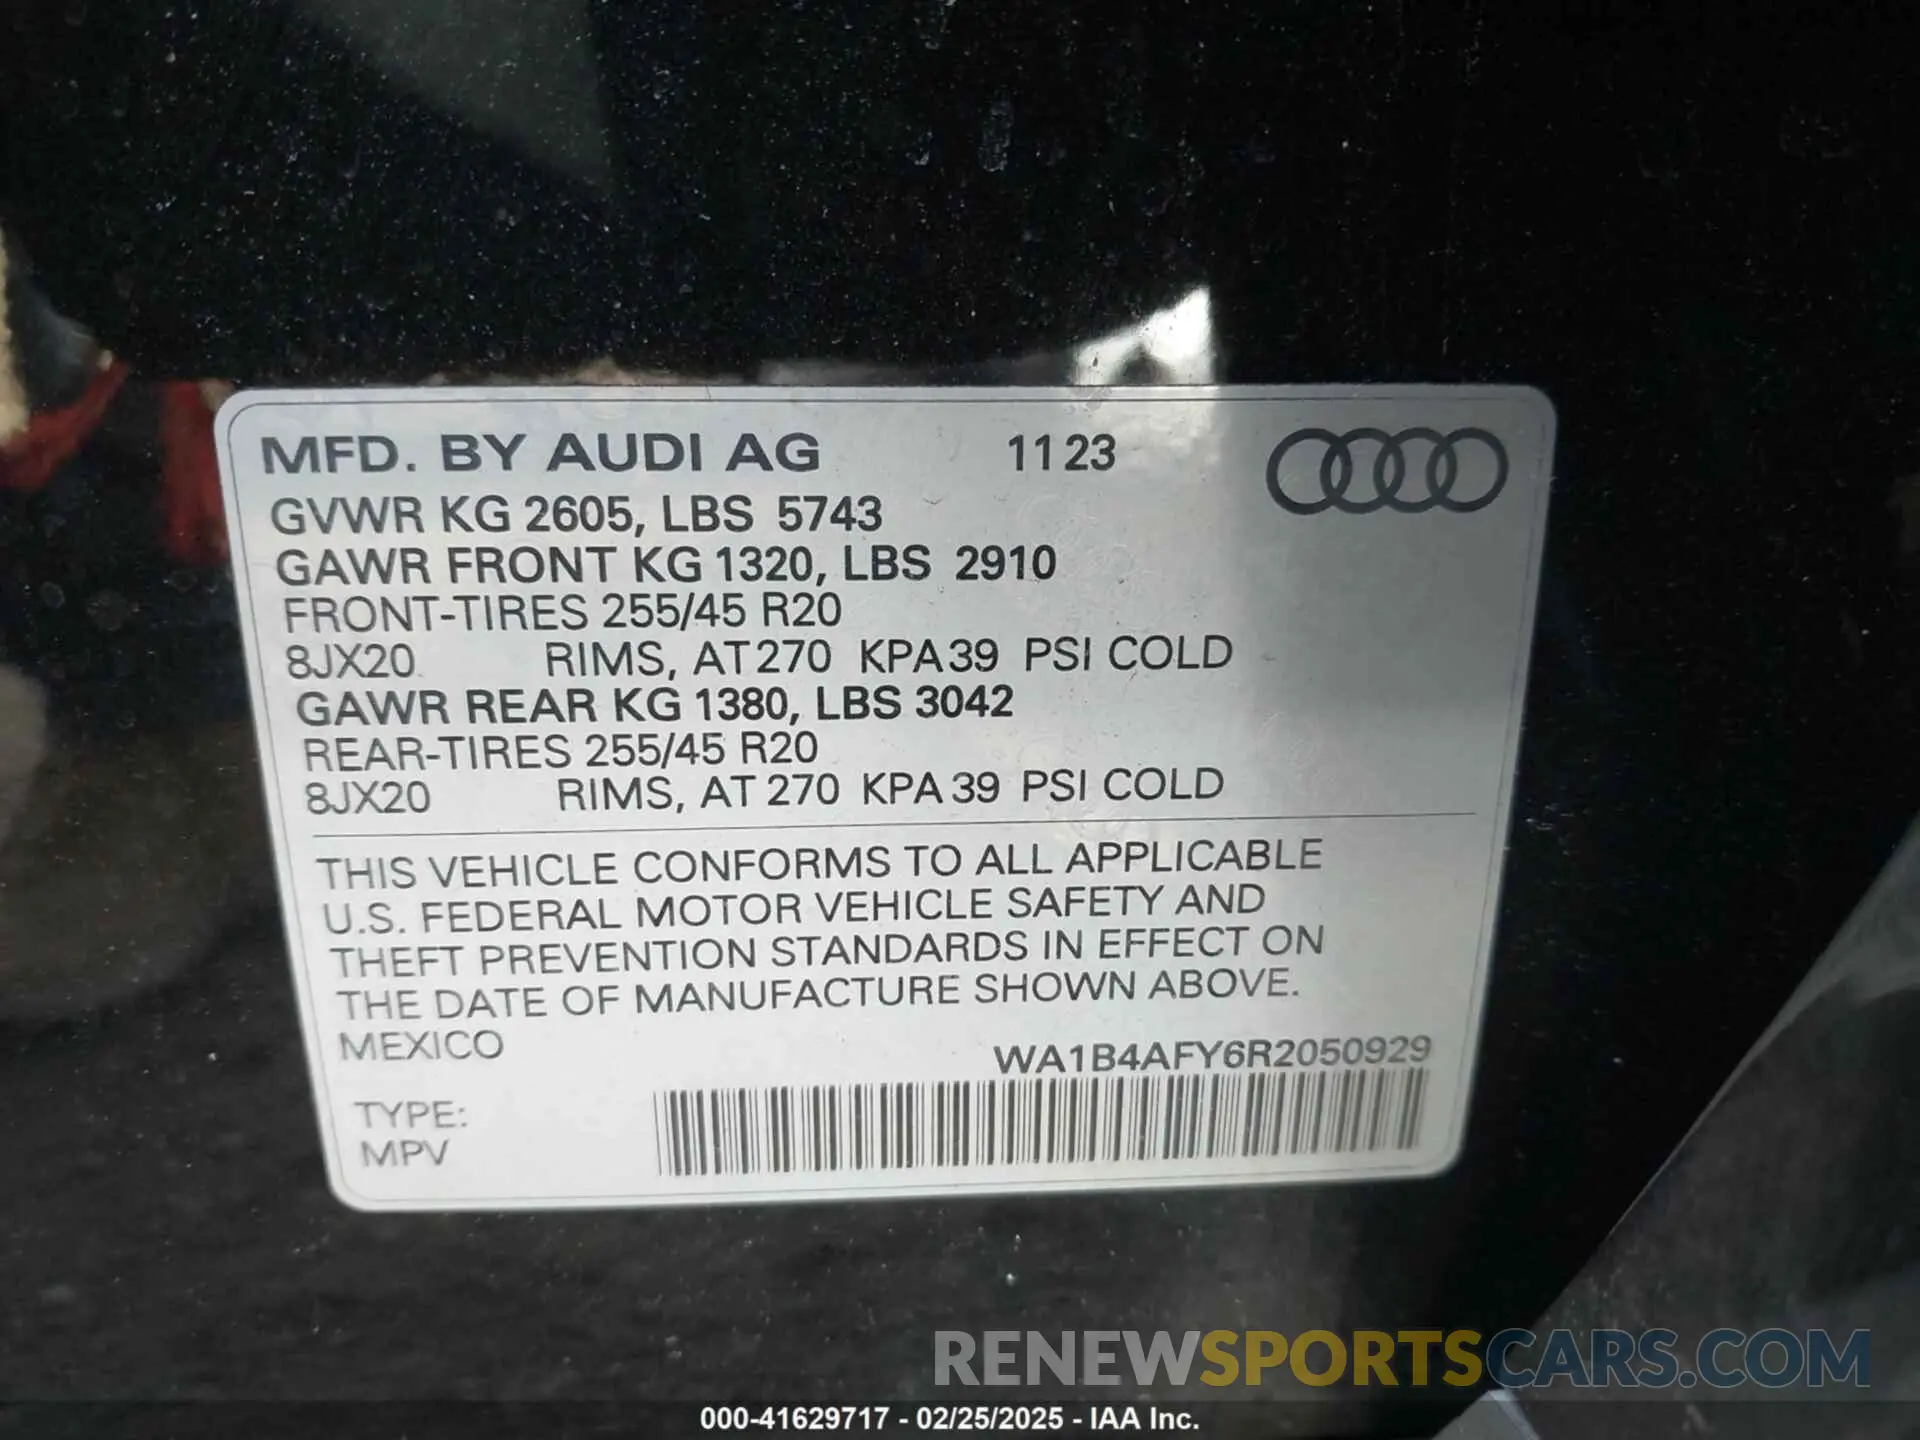 MFD. BY AUDI AG 11 23
GVWR KG 2605, LBS 5743
GAWR FRONT KG 1320, LBS 2910
FRONT-TIRES 255/45 R20
8JX20 RIMS, AT 270 KPA 39 PSI COLD
GAWR REAR KG 1380, LBS 3042
REAR-TIRES 255/45 R20
8JX20 RIMS, AT 270 KPA 39 PSI COLD
THIS VEHICLE CONFORMS TO ALL APPLICABLE
U.S. FEDERAL MOTOR VEHICLE SAFETY AND
THEFT PREVENTION STANDARDS IN EFFECT ON
THE DATE OF MANUFACTURE SHOWN ABOVE.
MEXICO
WA1B4AFY6R2050929
TYPE:
MPV
RENEWSPORTSCARS.COM
000-41629717 - 02/25/2025 - IAA Inc.